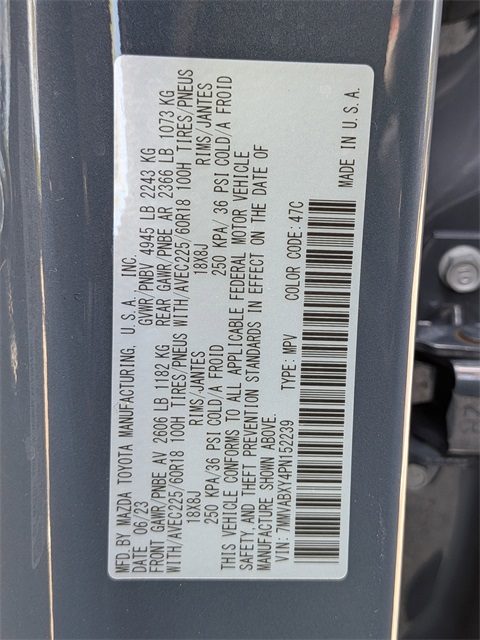 MFD.BY MAZDA TOYOTA MANUFACTURING, U.S.A., INC.
DATE 06/23 GVWR/PNBV 4945 LB 2243 KG
FRONT GAWR/PNBE AV 2606 LB 1182 KG REAR GAWR/PNBE AR 2366 LB 1073 KG
WITH/AVEC225/60R18 100H TIRES/PNEUS WITH/AVEC225/60R18 100H TIRES/PNEUS
18X8J RIMS/JANTES 18X8J RIMS/JANTES
250 KPA/36 PSI COLD/A FROID 250 KPA/36 PSI COLD/A FROID
THIS VEHICLE CONFORMS TO ALL APPLICABLE FEDERAL MOTOR VEHICLE
SAFETY,AND THEFT PREVENTION STANDARDS IN EFFECT ON THE DATE OF
MANUFACTURE SHOWN ABOVE.
VIN: 7MMVABXY4PN152239 TYPE: MPV COLOR CODE: 47C
MADE IN U.S.A.